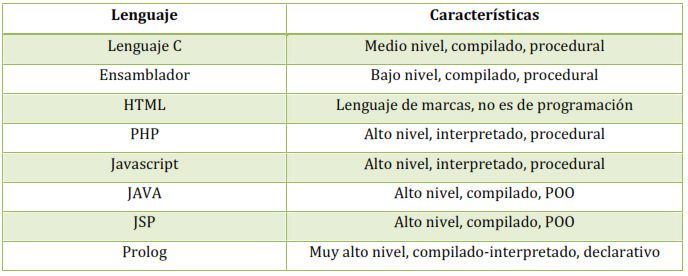 Lenguaje Características
Lenguaje C Medio nivel, compilado, procedural
Ensamblador Bajo nivel, compilado, procedural
HTML Lenguaje de marcas, no es de programación
PHP Alto nivel, interpretado, procedural
Javascript Alto nivel, interpretado, procedural
JAVA Alto nivel, compilado, POO
JSP Alto nivel, compilado, POO
Prolog Muy alto nivel, compilado-interpretado, declarativo